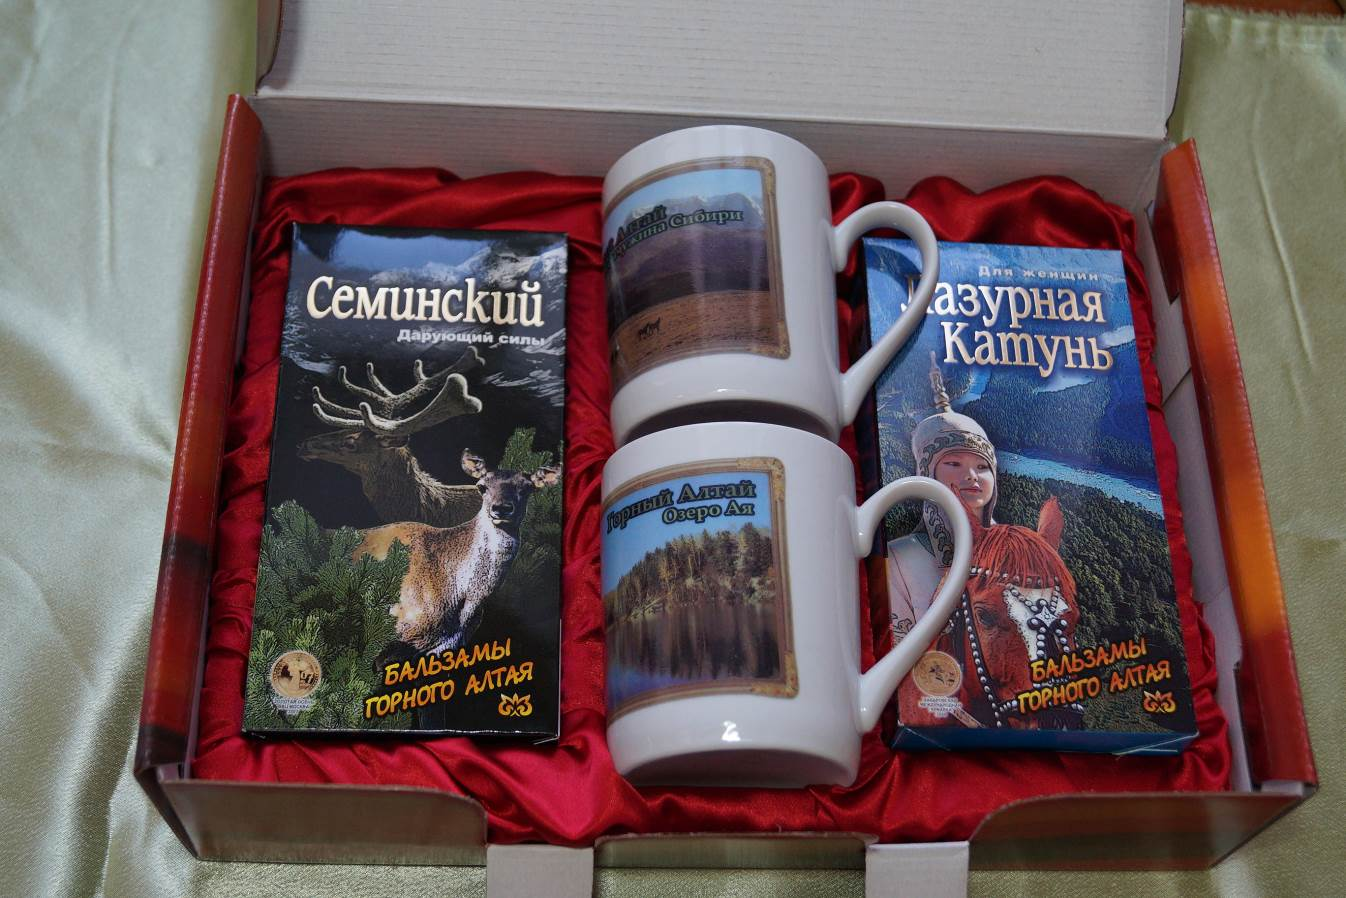 Семинский
Дарующий силы
БАЛЬЗАМЫ
ГОРНОГО АЛТАЯ
Алтай
Сибири
Горный Алтай
Озеро Ая
Для женщин
Лазурная
Катунь
БАЛЬЗАМЫ
ГОРНОГО АЛТАЯ